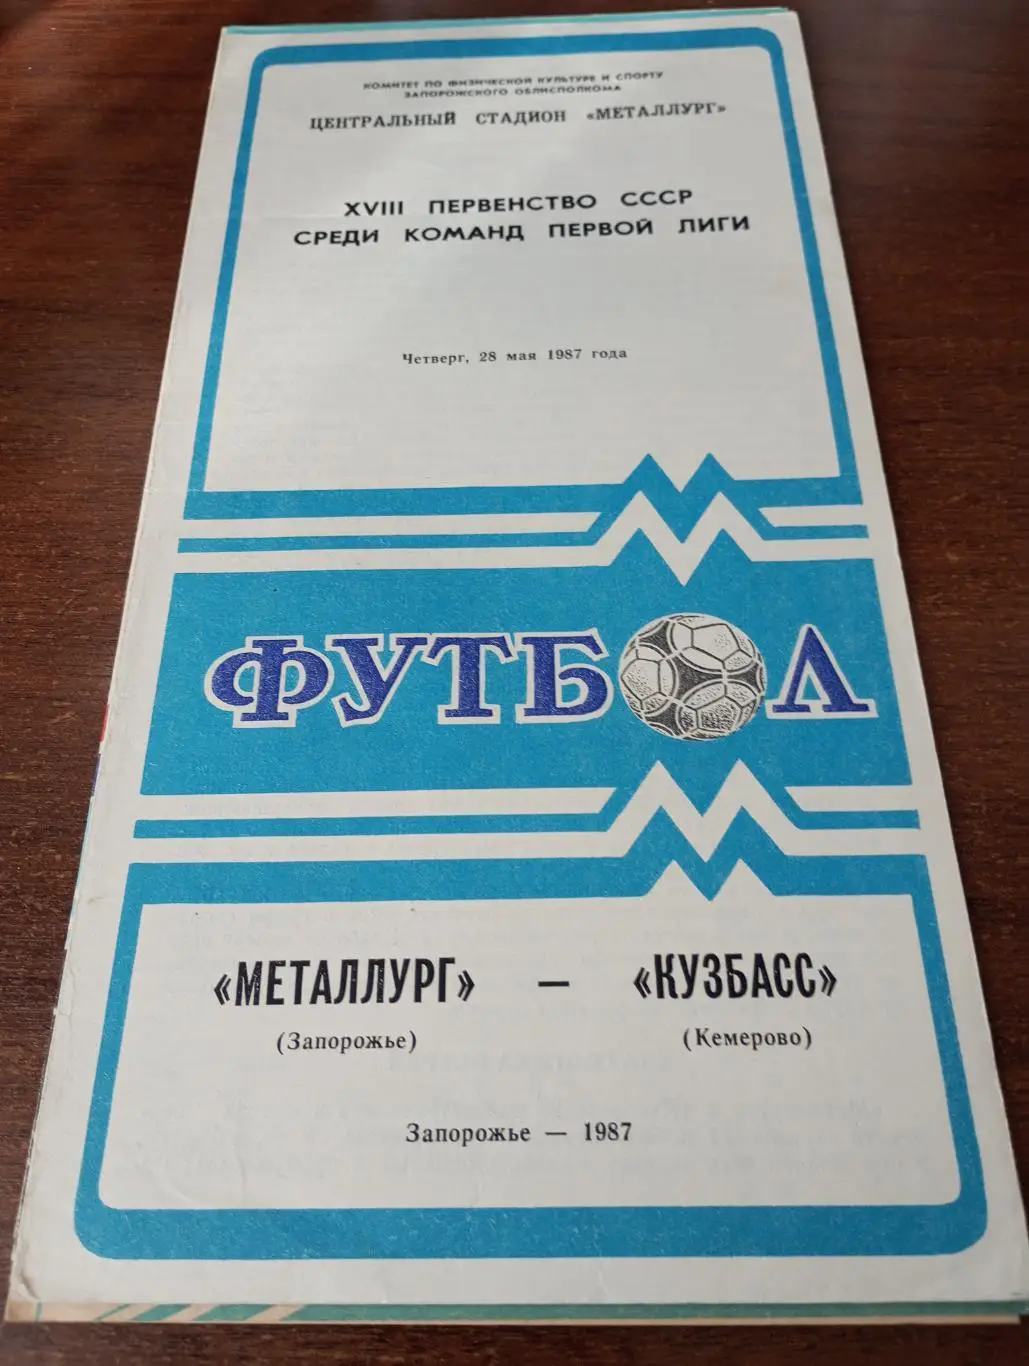 КОМИТЕТ ПО ФИЗИЧЕСКОЙ КУЛЬТУРЕ И СПОРТУ
ЗАПОРОЖСКОГО ОБЛИСПОЛКОМА
ЦЕНТРАЛЬНЫЙ СТАДИОН «МЕТАЛЛУРГ»
XVIII ПЕРВЕНСТВО СССР
СРЕДИ КОМАНД ПЕРВОЙ ЛИГИ
Четверг, 28 мая 1987 года
ФУТБОЛ
«МЕТАЛЛУРГ» — «КУЗБАСС»
(Запорожье) (Кемерово)
Запорожье — 1987